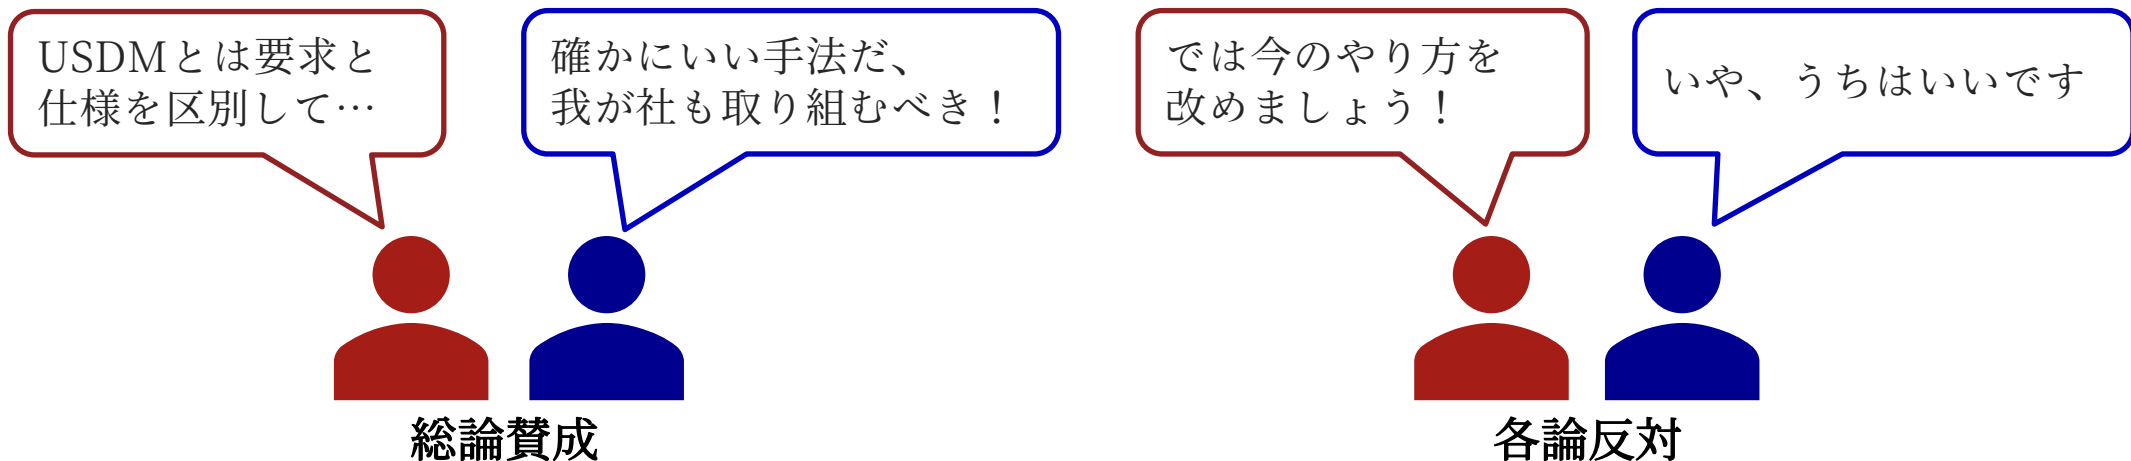 USDMとは要求と
仕様を区別して…
確かにいい手法だ、
我が社も取り組むべき！
総論賛成
では今のやり方を
改めましょう！
いや、うちはいいです
各論反対